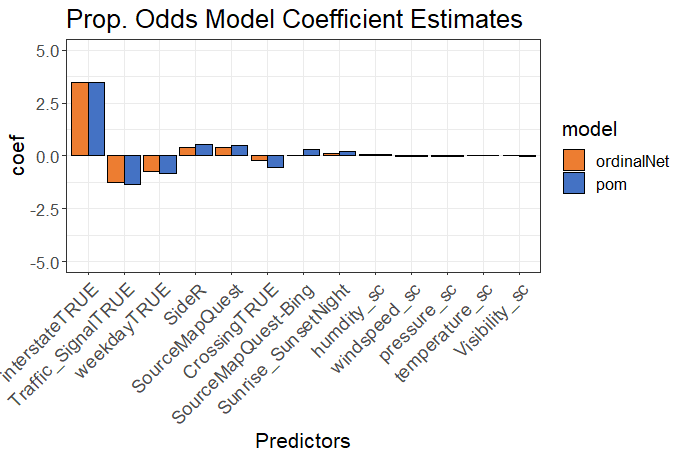 Prop. Odds Model Coefficient Estimates
5.0
2.5
0.0
-2.5
-5.0
coef
interstateTRUE
Traffic_SignalTRUE
weekdayTRUE
SideR
SourceMapQuest
CrossingTRUE
SourceMapQuest-Bing
Sunrise_SunsetNight
humdity_sc
windspeed_sc
pressure_sc
temperature_sc
Visibility_sc
Predictors
model
ordinalNet
pom